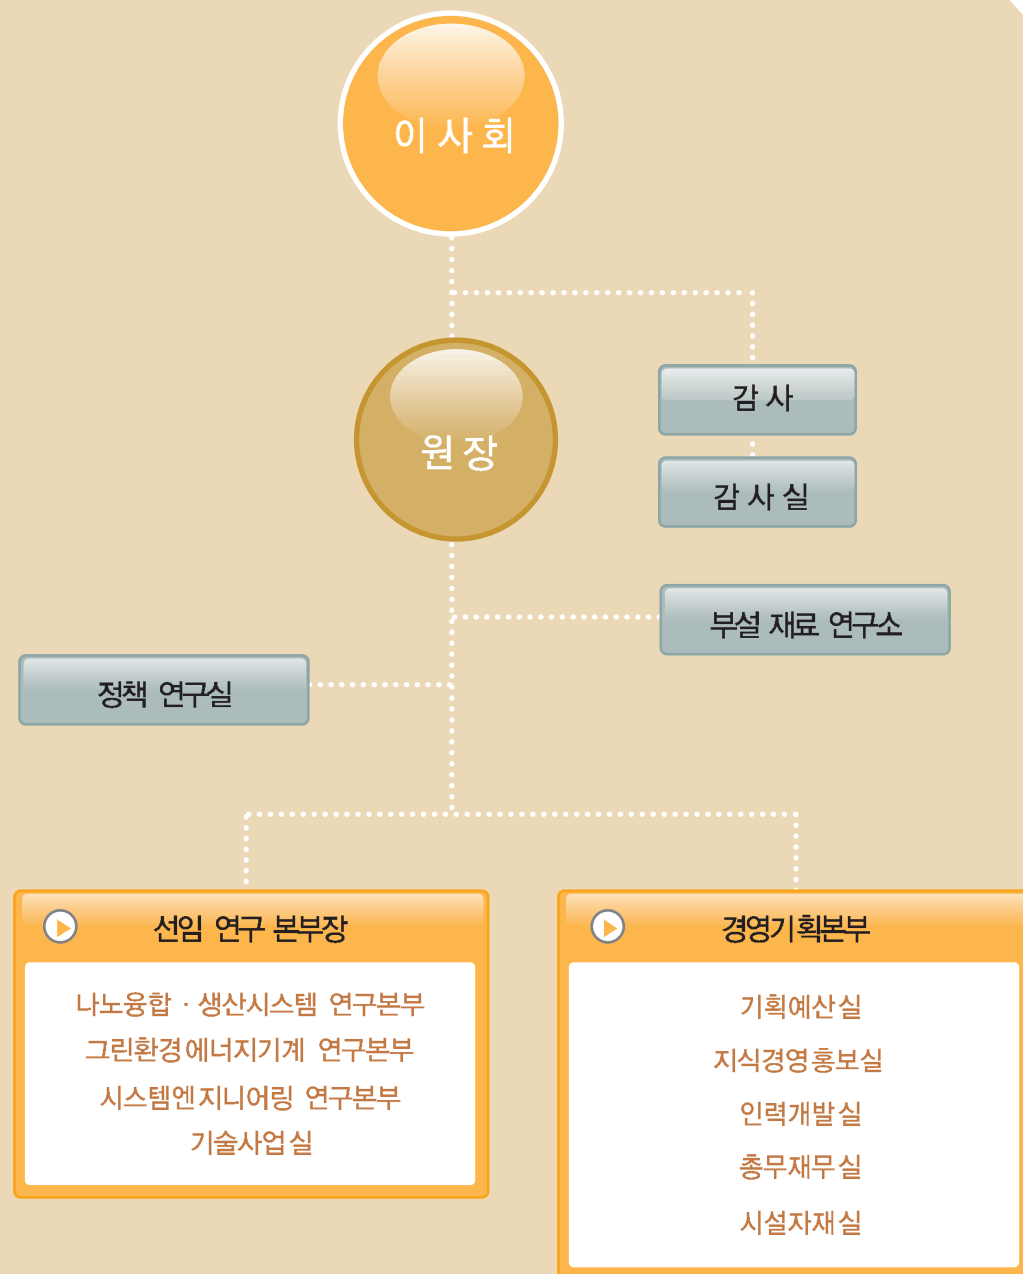 이 사 회
원 장
감 사
감 사 실
부설 재료 연구소
정책 연구실
선임 연구 본부장
나노융합 · 생산시스템 연구본부
그린환경에너지기계 연구본부
시스템엔지니어링 연구본부
기술사업실
경영기획본부
기획예산실
지식경영홍보실
인력개발실
총무재무실
시설자재실